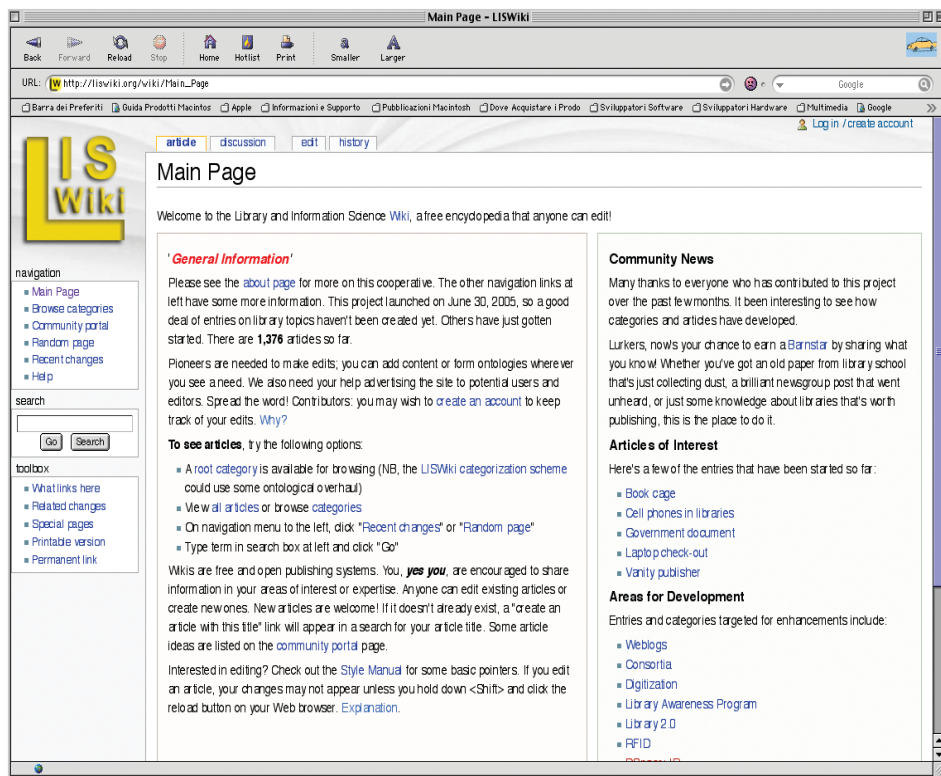 Main Page - LISWiki
Back Forward Reload Stop Home Hotlist Print Smaller Larger
URL: http://liswiki.org/wiki/Main_Page Google
Barra dei Preferiti Guida Prodotti Macintos Apple Informazioni e Supporto Pubblicazioni Macintosh Dove Acquistare i Prodo Sviluppatori Software Sviluppatori Hardware Multimedia Google
Log in / create account
LIS
Wiki
article discussion edit history
Main Page
Welcome to the Library and Information Science Wiki, a free encyclopedia that anyone can edit!
navigation
Main Page
Browse categories
Community portal
Random page
Recent changes
Help
search
Go Search
toolbox
What links here
Related changes
Special pages
Printable version
Permanent link
'General Information'
Please see the about page for more on this cooperative. The other navigation links at
left have some more information. This project launched on June 30, 2005, so a good
deal of entries on library topics haven't been created yet. Others have just gotten
started. There are 1,376 articles so far.
Pioneers are needed to make edits; you can add content or form ontologies wherever
you see a need. We also need your help advertising the site to potential users and
editors. Spread the word! Contributors: you may wish to create an account to keep
track of your edits. Why?
To see articles, try the following options:
A root category is available for browsing (NB, the LISWiki categorization scheme
could use some ontological overhaul)
View all articles or browse categories
On navigation menu to the left, click "Recent changes" or "Random page"
Type term in search box at left and click "Go"
Wikis are free and open publishing systems. You, yes you, are encouraged to share
information in your areas of interest or expertise. Anyone can edit existing articles or
create new ones. New articles are welcome! If it doesn't already exist, a "create an
article with this title" link will appear in a search for your article title. Some article
ideas are listed on the community portal page.
Interested in editing? Check out the Style Manual for some basic pointers. If you edit
an article, your changes may not appear unless you hold down <Shift> and click the
reload button on your Web browser. Explanation.
Community News
Many thanks to everyone who has contributed to this project
over the past few months. It been interesting to see how
categories and articles have developed.
Lurkers, now's your chance to earn a Barnstar by sharing what
you know! Whether you've got an old paper from library school
that's just collecting dust, a brilliant newsgroup post that went
unheard, or just some knowledge about libraries that's worth
publishing, this is the place to do it.
Articles of Interest
Here's a few of the entries that have been started so far:
Book cage
Cell phones in libraries
Government document
Laptop check-out
Vanity publisher
Areas for Development
Entries and categories targeted for enhancements include:
Weblogs
Consortia
Digitization
Library Awareness Program
Library 2.0
RFID